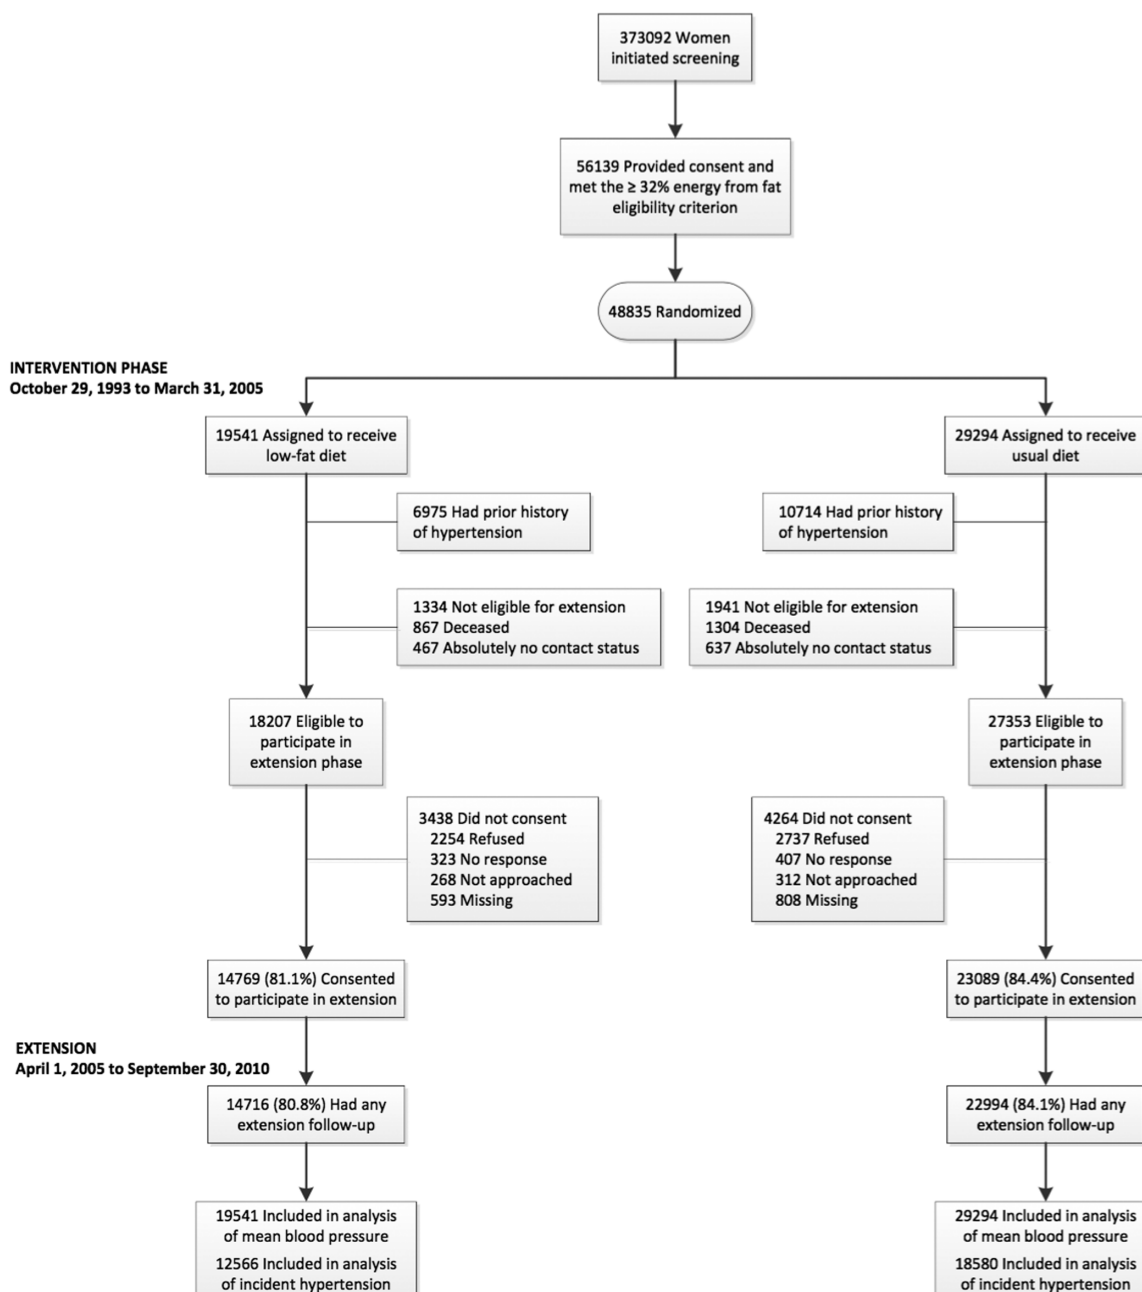 373092 Women
initiated screening
56139 Provided consent and
met the ≥ 32% energy from fat
eligibility criterion
48835 Randomized
INTERVENTION PHASE
October 29, 1993 to March 31, 2005
19541 Assigned to receive
low-fat diet
29294 Assigned to receive
usual diet
6975 Had prior history
of hypertension
10714 Had prior history
of hypertension
1334 Not eligible for extension
867 Deceased
467 Absolutely no contact status
1941 Not eligible for extension
1304 Deceased
637 Absolutely no contact status
18207 Eligible to
participate in
extension phase
27353 Eligible to
participate in
extension phase
3438 Did not consent
2254 Refused
323 No response
268 Not approached
593 Missing
4264 Did not consent
2737 Refused
407 No response
312 Not approached
808 Missing
14769 (81.1%) Consented
to participate in extension
23089 (84.4%) Consented
to participate in extension
EXTENSION
April 1, 2005 to September 30, 2010
14716 (80.8%) Had any
extension follow-up
22994 (84.1%) Had any
extension follow-up
19541 Included in analysis
of mean blood pressure
12566 Included in analysis
of incident hypertension
29294 Included in analysis
of mean blood pressure
18580 Included in analysis
of incident hypertension